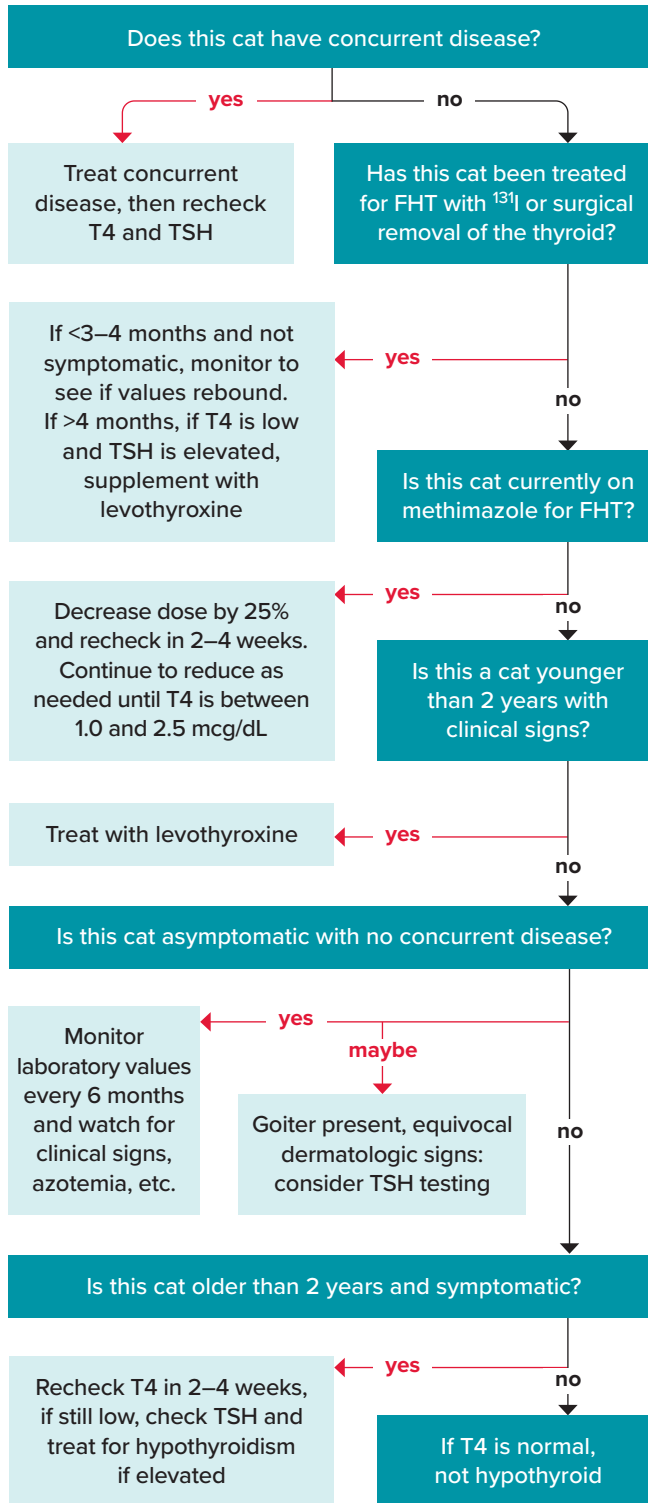 Does this cat have concurrent disease?
yes
no
Treat concurrent
disease, then recheck
T4 and TSH
Has this cat been treated
for FHT with ¹³¹I or surgical
removal of the thyroid?
If <3–4 months and not
symptomatic, monitor to
see if values rebound.
If >4 months, if T4 is low
and TSH is elevated,
supplement with
levothyroxine
yes
no
Is this cat currently on
methimazole for FHT?
Decrease dose by 25%
and recheck in 2–4 weeks.
Continue to reduce as
needed until T4 is between
1.0 and 2.5 mcg/dL
yes
no
Is this a cat younger
than 2 years with
clinical signs?
Treat with levothyroxine
yes
no
Is this cat asymptomatic with no concurrent disease?
yes
maybe
no
Monitor
laboratory values
every 6 months
and watch for
clinical signs,
azotemia, etc.
Goiter present, equivocal
dermatologic signs:
consider TSH testing
Is this cat older than 2 years and symptomatic?
yes
no
Recheck T4 in 2–4 weeks,
if still low, check TSH and
treat for hypothyroidism
if elevated
If T4 is normal,
not hypothyroid